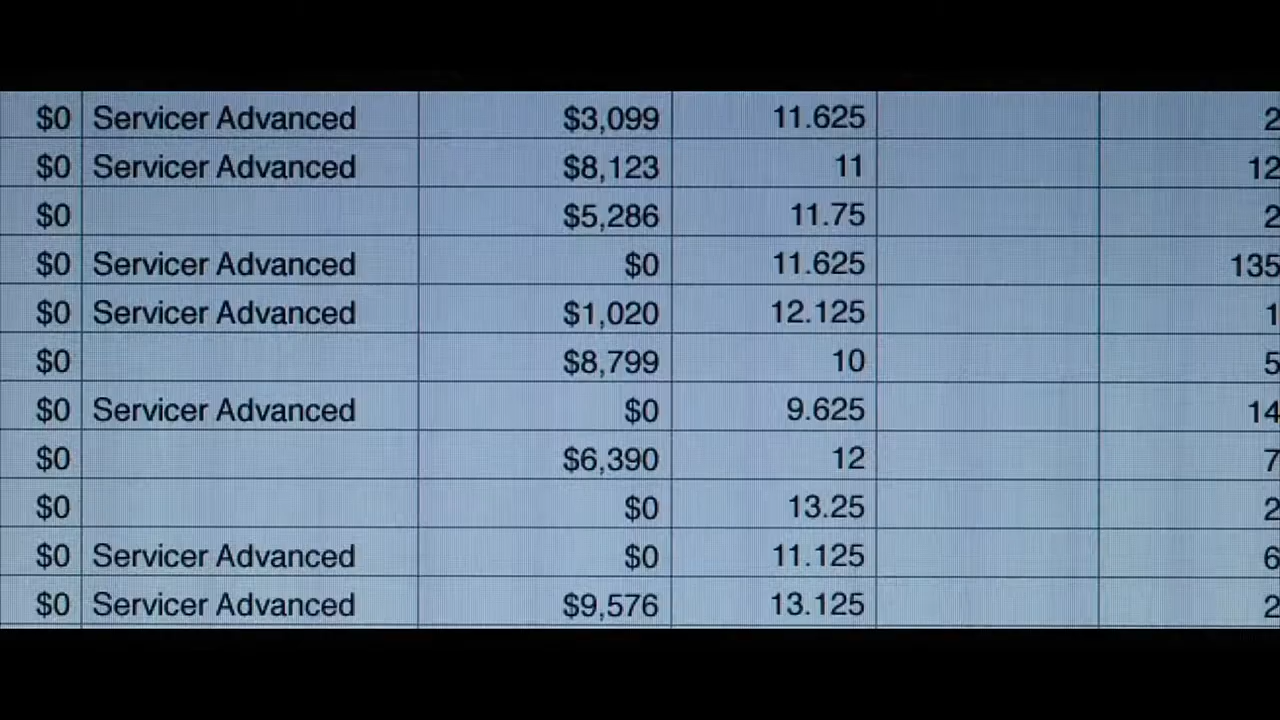 $0 Servicer Advanced $3,099 11.625 2
$0 Servicer Advanced $8,123 11 12
$0 $5,286 11.75 2
$0 Servicer Advanced $0 11.625 135
$0 Servicer Advanced $1,020 12.125 1
$0 $8,799 10 5
$0 Servicer Advanced $0 9.625 14
$0 $6,390 12 7
$0 $0 13.25 2
$0 Servicer Advanced $0 11.125 6
$0 Servicer Advanced $9,576 13.125 2